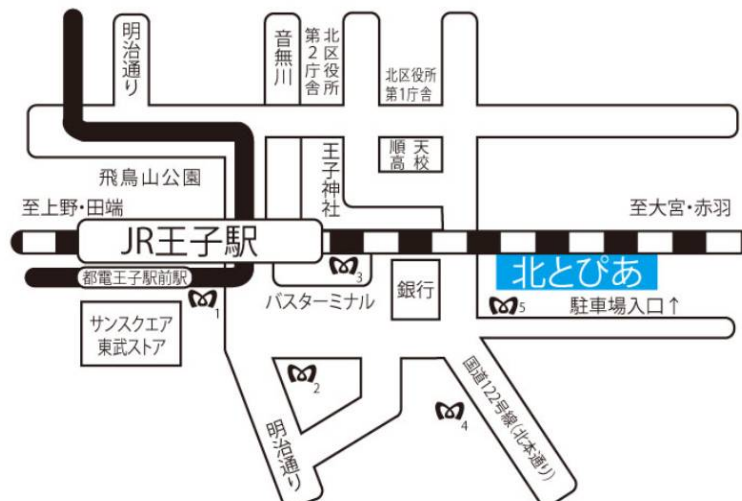 明治通り
音無川
北区役所
第2庁舎
北区役所
第1庁舎
順天
高校
王子神社
飛鳥山公園
至上野・田端
至大宮・赤羽
JR王子駅
北とぴあ
都電王子駅前駅
3
バスターミナル
銀行
1
5
駐車場入口↑
サンスクエア
東武ストア
2
4
国道122号線(北本通り)
明治通り